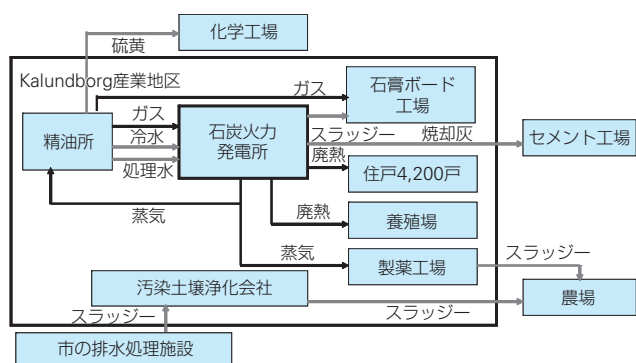 化学工場
硫黄
Kalundborg産業地区
ガス
石膏ボード
工場
ガス
精油所
冷水
石炭火力
発電所
スラッジー
焼却灰
セメント工場
処理水
廃熱
住戸4,200戸
蒸気
廃熱
養殖場
蒸気
製薬工場
スラッジー
汚染土壌浄化会社
農場
スラッジー
スラッジー
市の排水処理施設